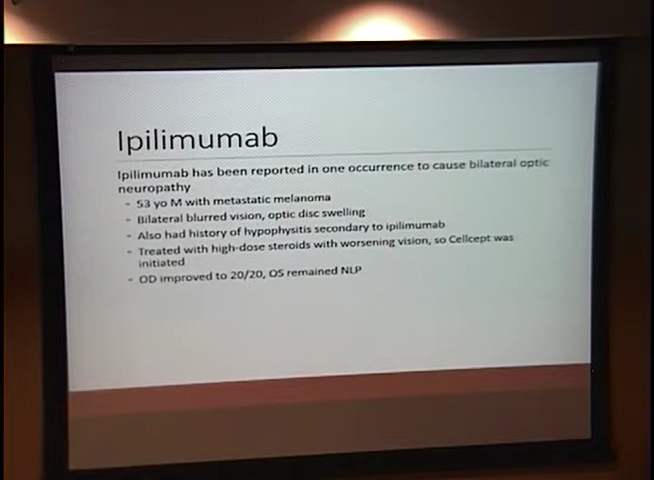 Ipilimumab
Ipilimumab has been reported in one occurrence to cause bilateral optic
neuropathy
- 53 yo M with metastatic melanoma
- Bilateral blurred vision, optic disc swelling
- Also had history of hypophysitis secondary to ipilimumab
- Treated with high-dose steroids with worsening vision, so Cellcept was
initiated
- OD improved to 20/20, OS remained NLP